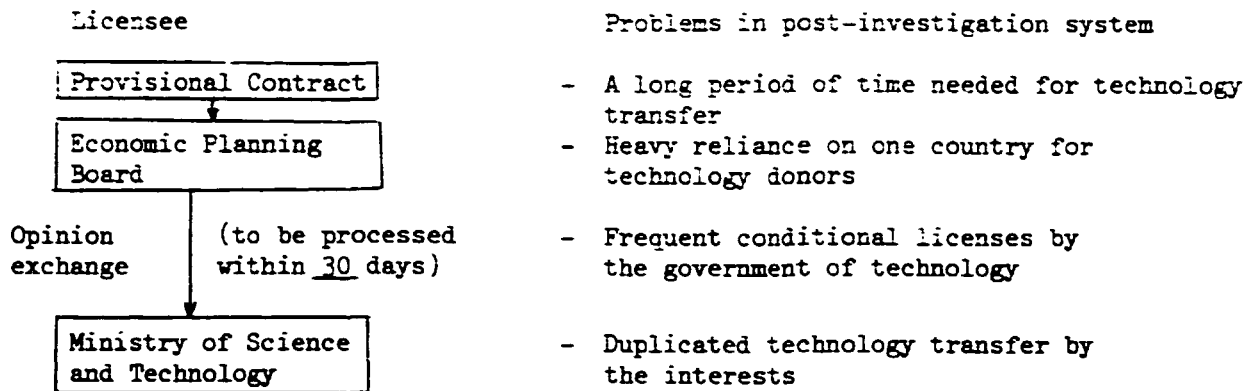 Licensee
Provisional Contract
Economic Planning
Board
Opinion
exchange
(to be processed
within 30 days)
Ministry of Science
and Technology
Problems in post-investigation system
- A long period of time needed for technology
transfer
- Heavy reliance on one country for
technology donors
- Frequent conditional licenses by
the government of technology
- Duplicated technology transfer by
the interests